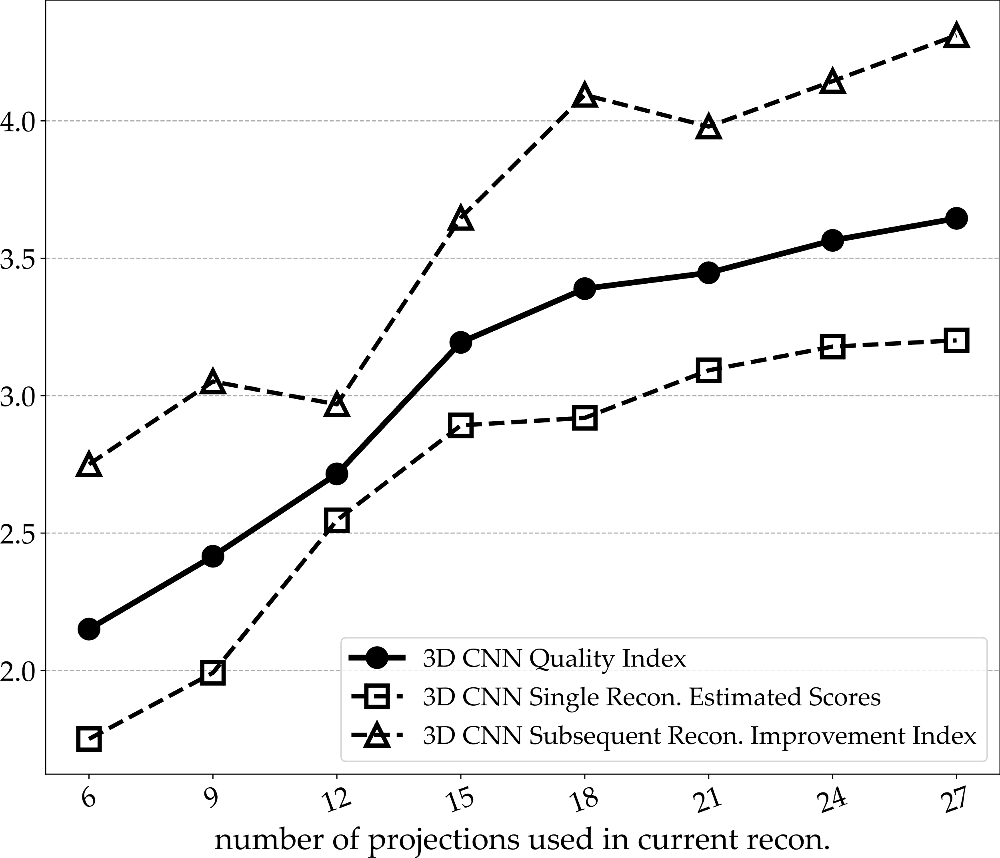 4.0
3.5
3.0
2.5
2.0
3D CNN Quality Index
3D CNN Single Recon. Estimated Scores
3D CNN Subsequent Recon. Improvement Index
6 9 12 15 18 21 24 27
number of projections used in current recon.